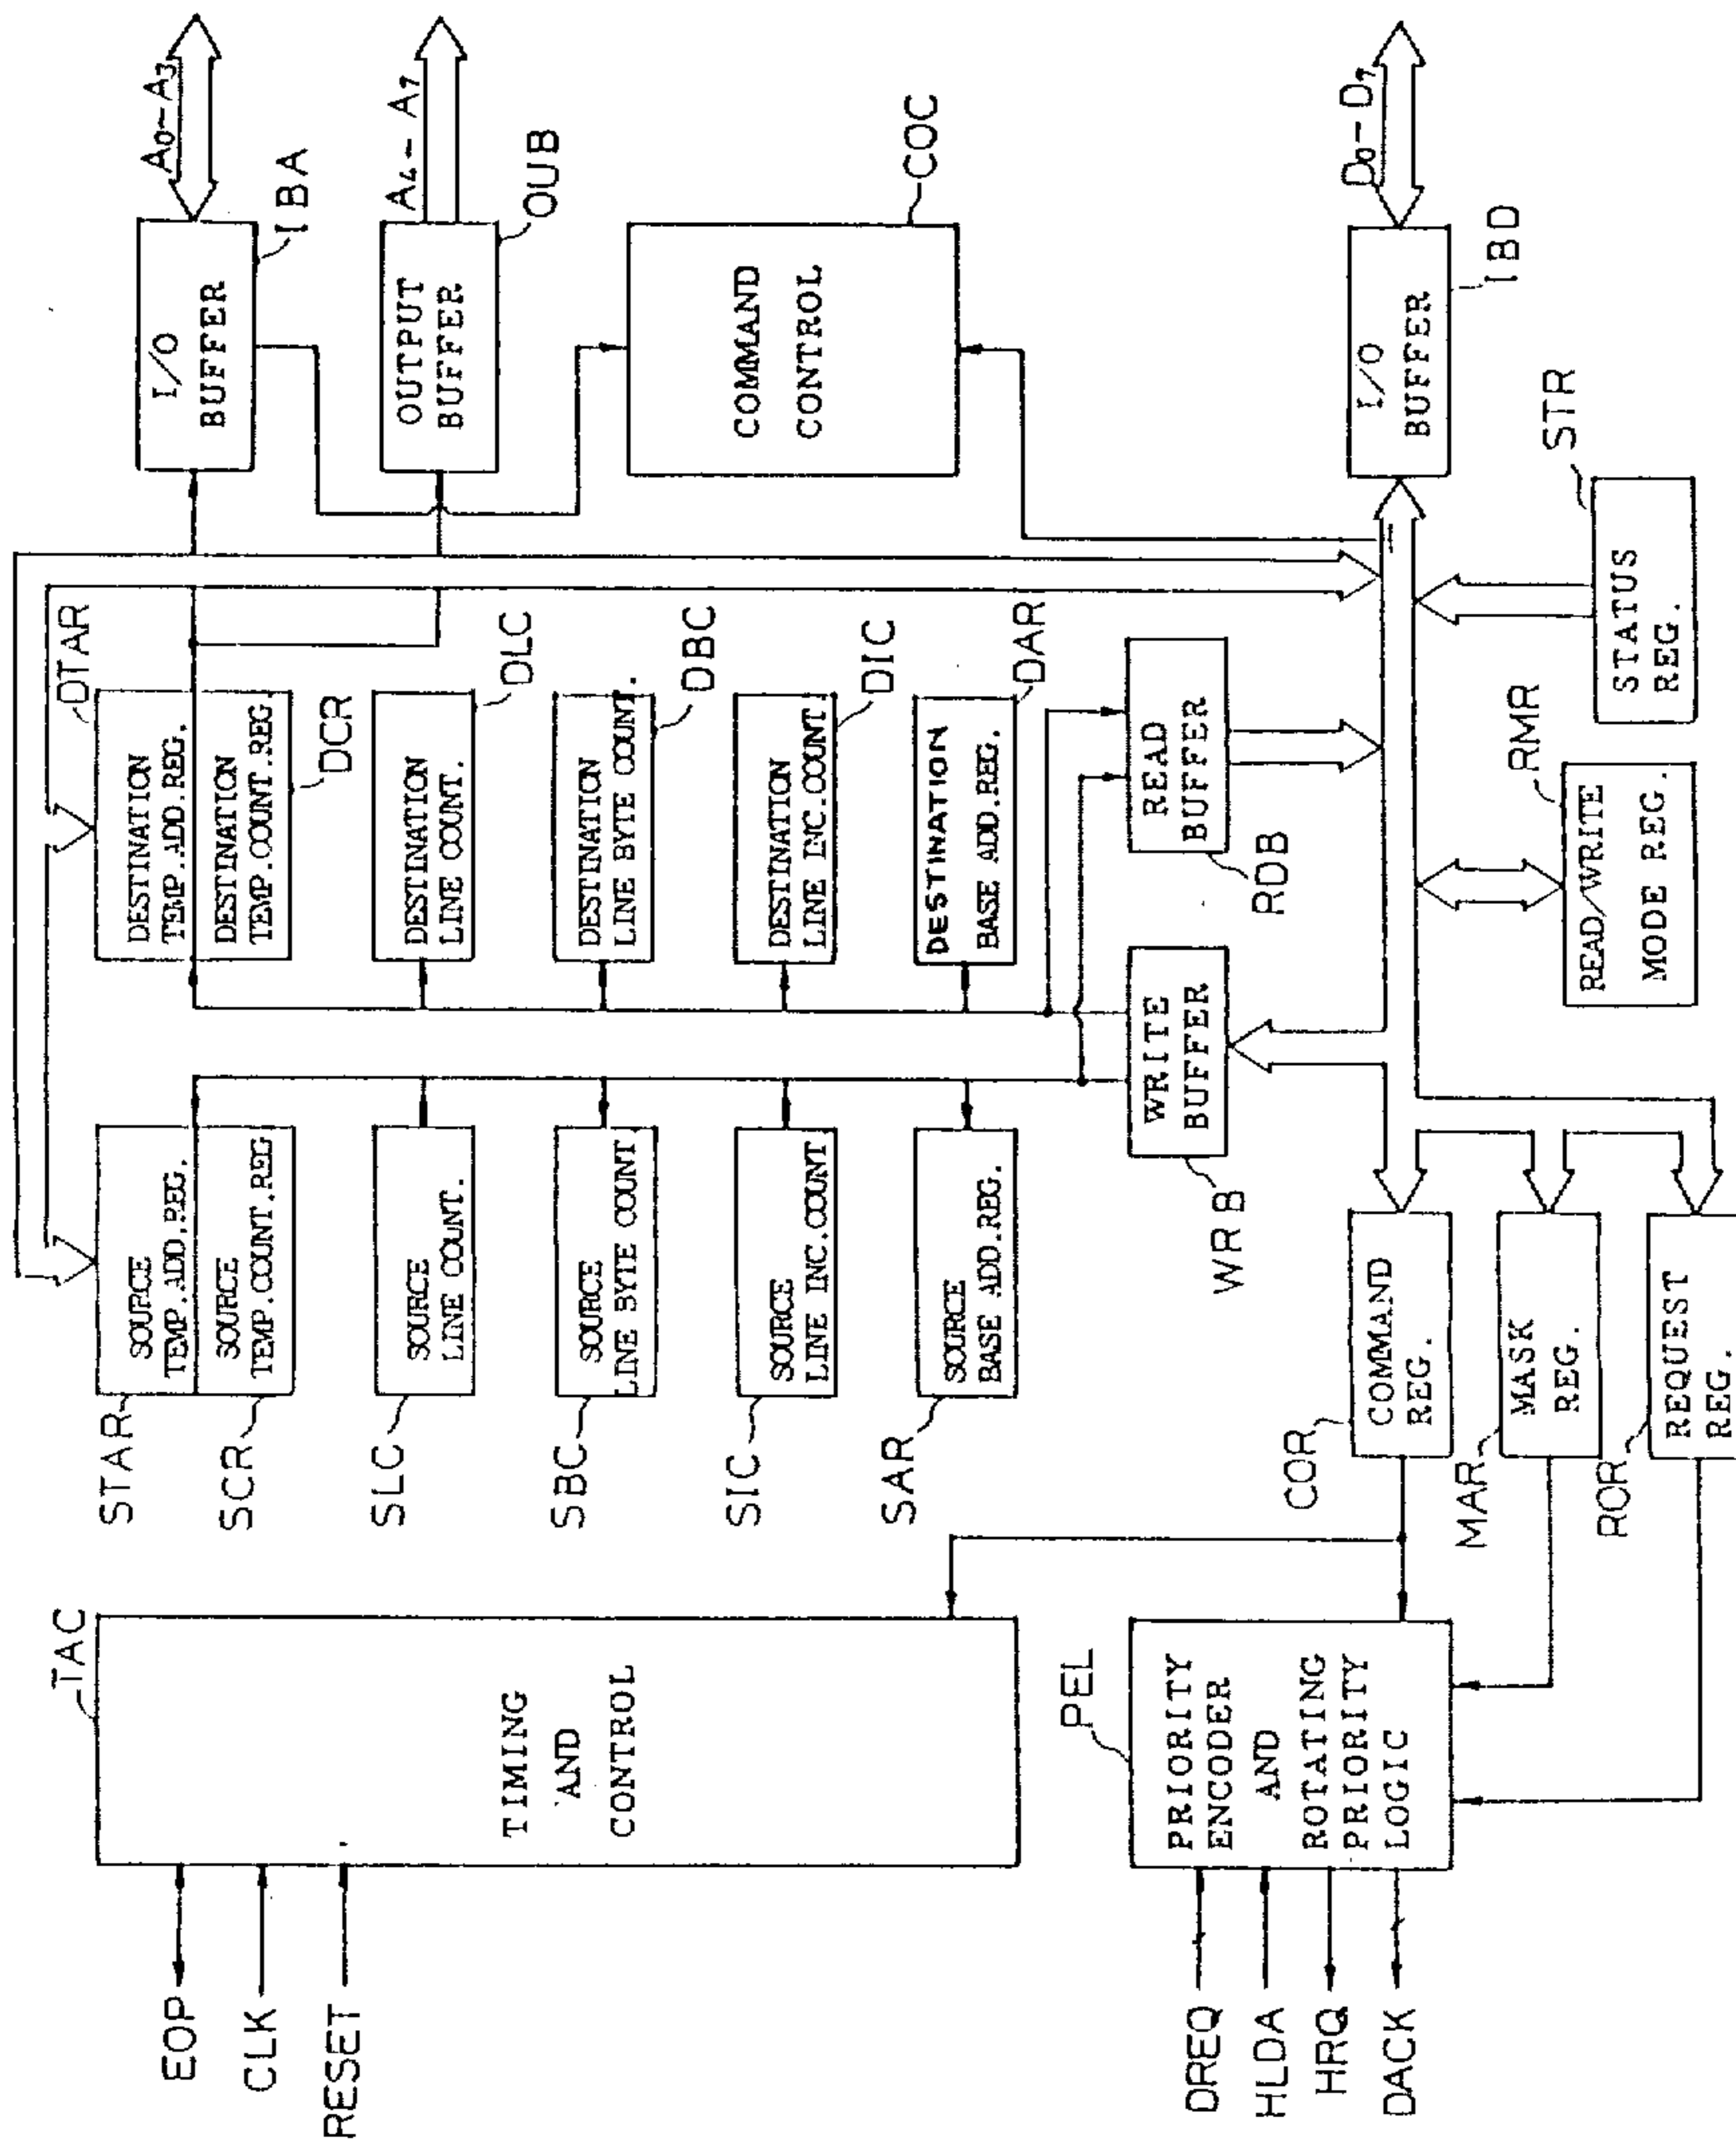 EOP
CLK
RESET
DREQ
HLDA
HRQ
DACK
TAC
TIMING
AND
CONTROL
PEL
PRIORITY
ENCODER
AND
ROTATING
PRIORITY
LOGIC
STAR
SCR
SOURCE
TEMP.ADD.REG.
SOURCE
TEMP.COUNT.REG
SLC
SOURCE
LINE COUNT.
SBC
SOURCE
LINE BYTE COUNT
SIC
SOURCE
LINE INC.COUNT
SAR
SOURCE
BASE ADD.REG.
DTAR
DESTINATION
TEMP.ADD.REG.
DESTINATION
TEMP.COUNT.REG
DCR
DESTINATION
LINE COUNT.
DLC
DESTINATION
LINE BYTE COUNT.
DBC
DESTINATION
LINE INC.COUNT
DIC
DESTINATION
BASE ADD.REG.
DAR
WRITE
BUFFER
WRB
READ
BUFFER
RDB
COR
COMMAND
REG.
MAR
MASK
REG.
ROR
REQUEST
REG.
READ/WRITE
MODE REG.
RMR
STATUS
REG.
STR
I/O
BUFFER
IBA
A0~A3
OUTPUT
BUFFER
OUB
A4-A7
COMMAND
CONTROL
COC
I/O
BUFFER
IBD
D0-D7